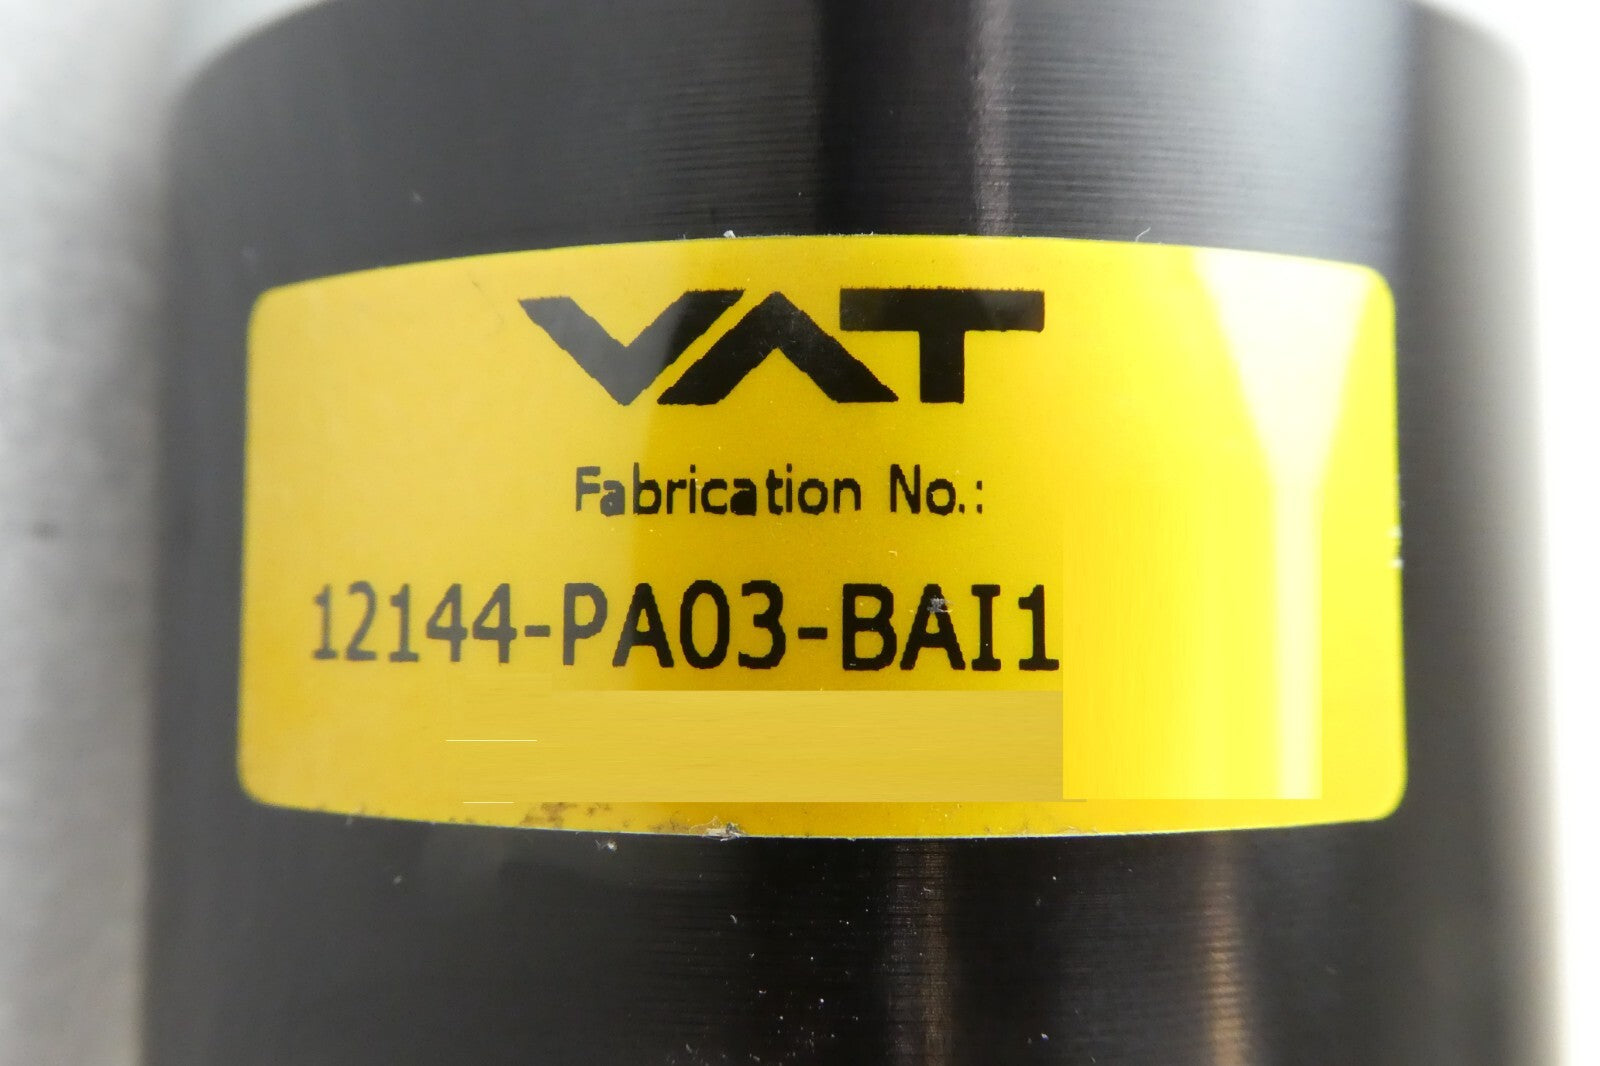 VAT
Fabrication No.:
12144-PA03-BAI1